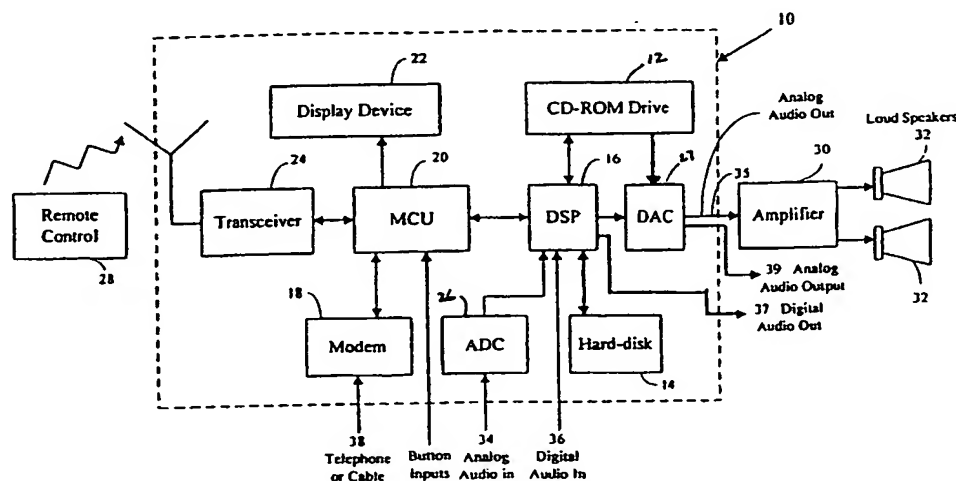 10
22
Display Device
12
CD-ROM Drive
Analog
Audio Out
Loud Speakers
32
24
Transceiver
20
MCU
16
DSP
27
DAC
35
30
Amplifier
Remote
Control
28
32
39 Analog
Audio Output
37 Digital
Audio Out
18
Modem
26
ADC
Hard-disk
14
38
Telephone
or Cable
Button
Inputs
34
Analog
Audio in
36
Digital
Audio In